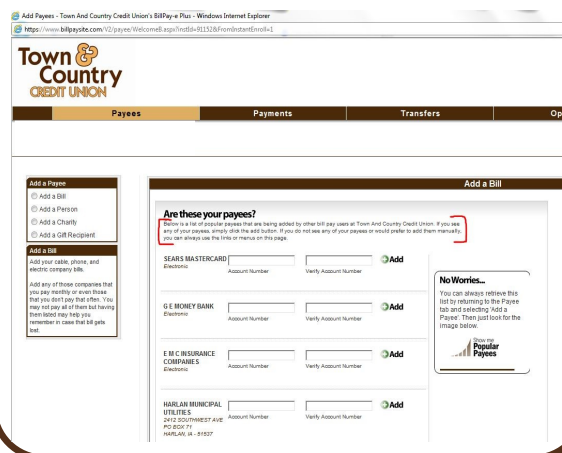 Add Payees - Town And Country Credit Union's BillPay-e Plus - Windows Internet Explorer
https://www.billpaysite.com/V2/payee/WelcomeB.aspx?instId=91152&FromInstantEnroll=1
Town &
Country
CREDIT UNION
Payees Payments Transfers Op
Add a Payee
Add a Bill
Add a Person
Add a Charity
Add a Gift Recipient
Add a Bill
Add your cable, phone, and
electric company bills.
Add any of those companies that
you pay monthly or even those
that you don't pay that often. You
may not pay all of them but having
them listed may help you
remember in case that bill gets
lost.
Add a Bill
Are these your payees?
Below is a list of popular payees that are being added by other bill pay users at Town And Country Credit Union. If you see
any of your payees, simply click the add button. If you do not see any of your payees or would prefer to add them manually,
you can always use the links or menus on this page.
SEARS MASTERCARD
Electronic
Account Number Verify Account Number
Add
G E MONEY BANK
Electronic
Account Number Verify Account Number
Add
E M C INSURANCE
COMPANIES
Electronic
Account Number Verify Account Number
Add
HARLAN MUNICIPAL
UTILITIES
2412 SOUTHWEST AVE
PO BOX 71
HARLAN, IA - 51537
Account Number Verify Account Number
Add
No Worries...
You can always retrieve this
list by returning to the Payee
tab and selecting 'Add a
Payee'. Then just look for the
image below.
Show me
Popular
Payees